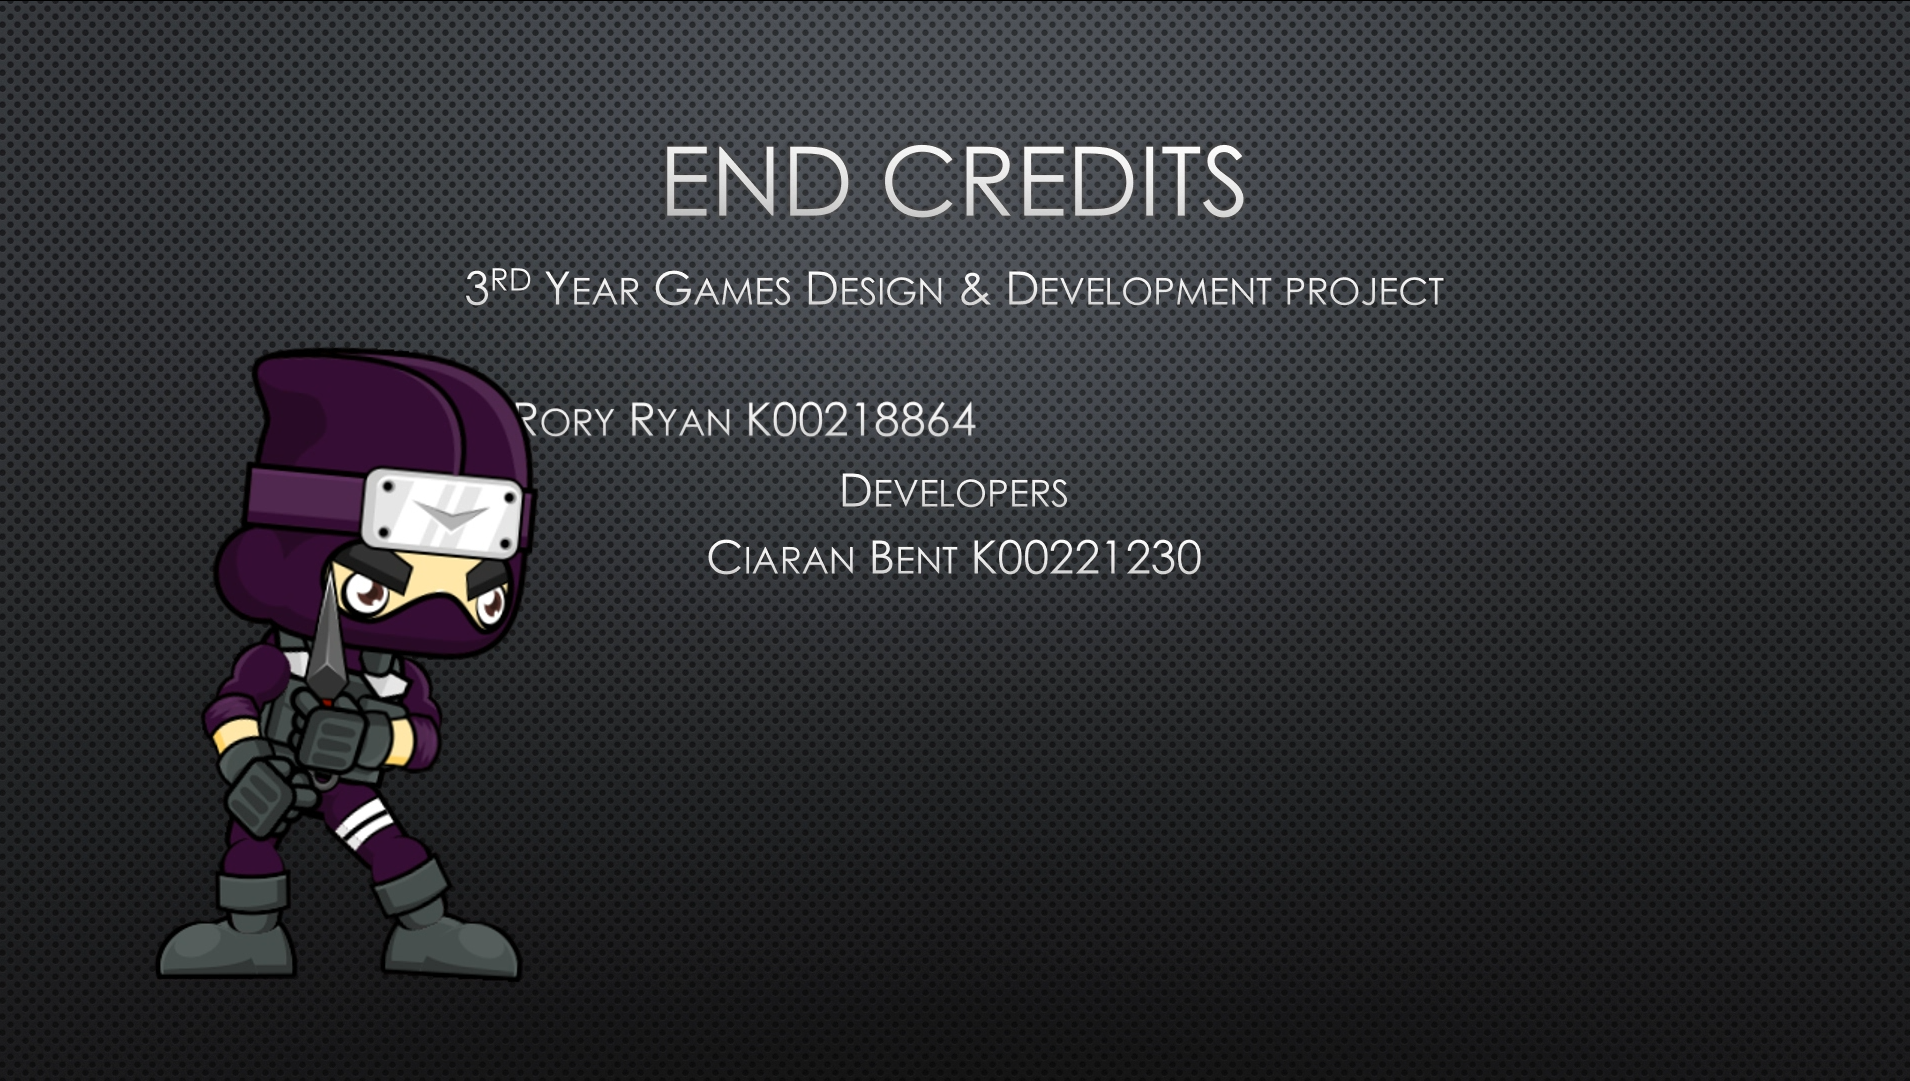 END CREDITS
3RD YEAR GAMES DESIGN & DEVELOPMENT PROJECT
RORY RYAN K00218864
DEVELOPERS
CIARAN BENT K00221230